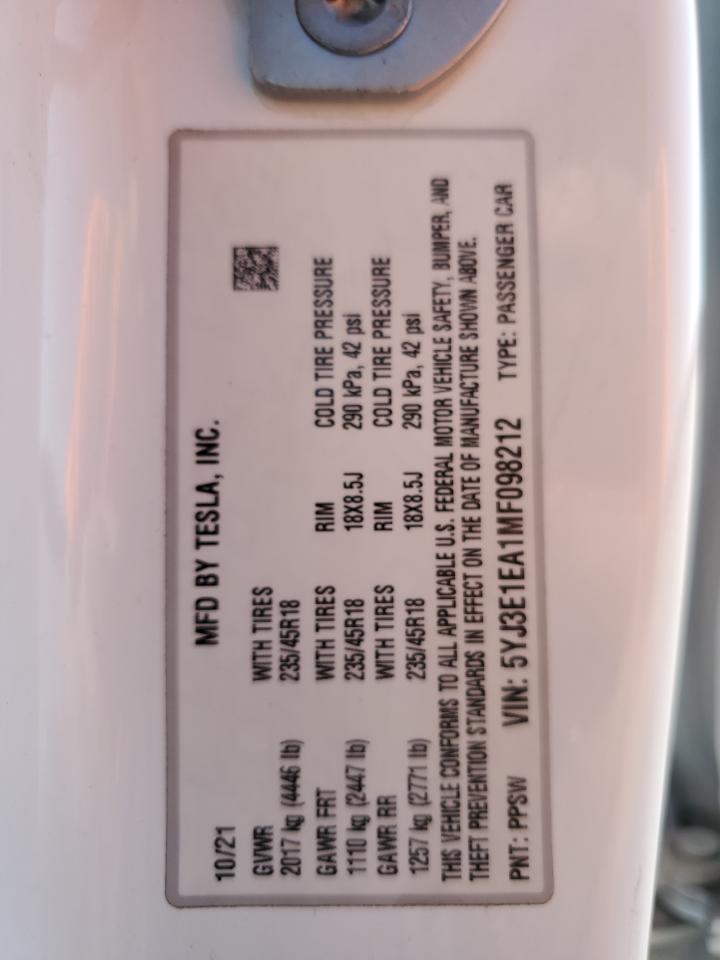 MFD BY TESLA, INC.
10/21
GVWR WITH TIRES
2017 kg (4446 lb) 235/45R18
GAWR FRT WITH TIRES RIM COLD TIRE PRESSURE
1110 kg (2447 lb) 235/45R18 18X8.5J 290 kPa, 42 psi
GAWR RR WITH TIRES RIM COLD TIRE PRESSURE
1257 kg (2771 lb) 235/45R18 18X8.5J 290 kPa, 42 psi
THIS VEHICLE CONFORMS TO ALL APPLICABLE U.S. FEDERAL MOTOR VEHICLE SAFETY, BUMPER, AND
THEFT PREVENTION STANDARDS IN EFFECT ON THE DATE OF MANUFACTURE SHOWN ABOVE.
PNT: PPSW VIN: 5YJ3E1EA1MF098212 TYPE: PASSENGER CAR